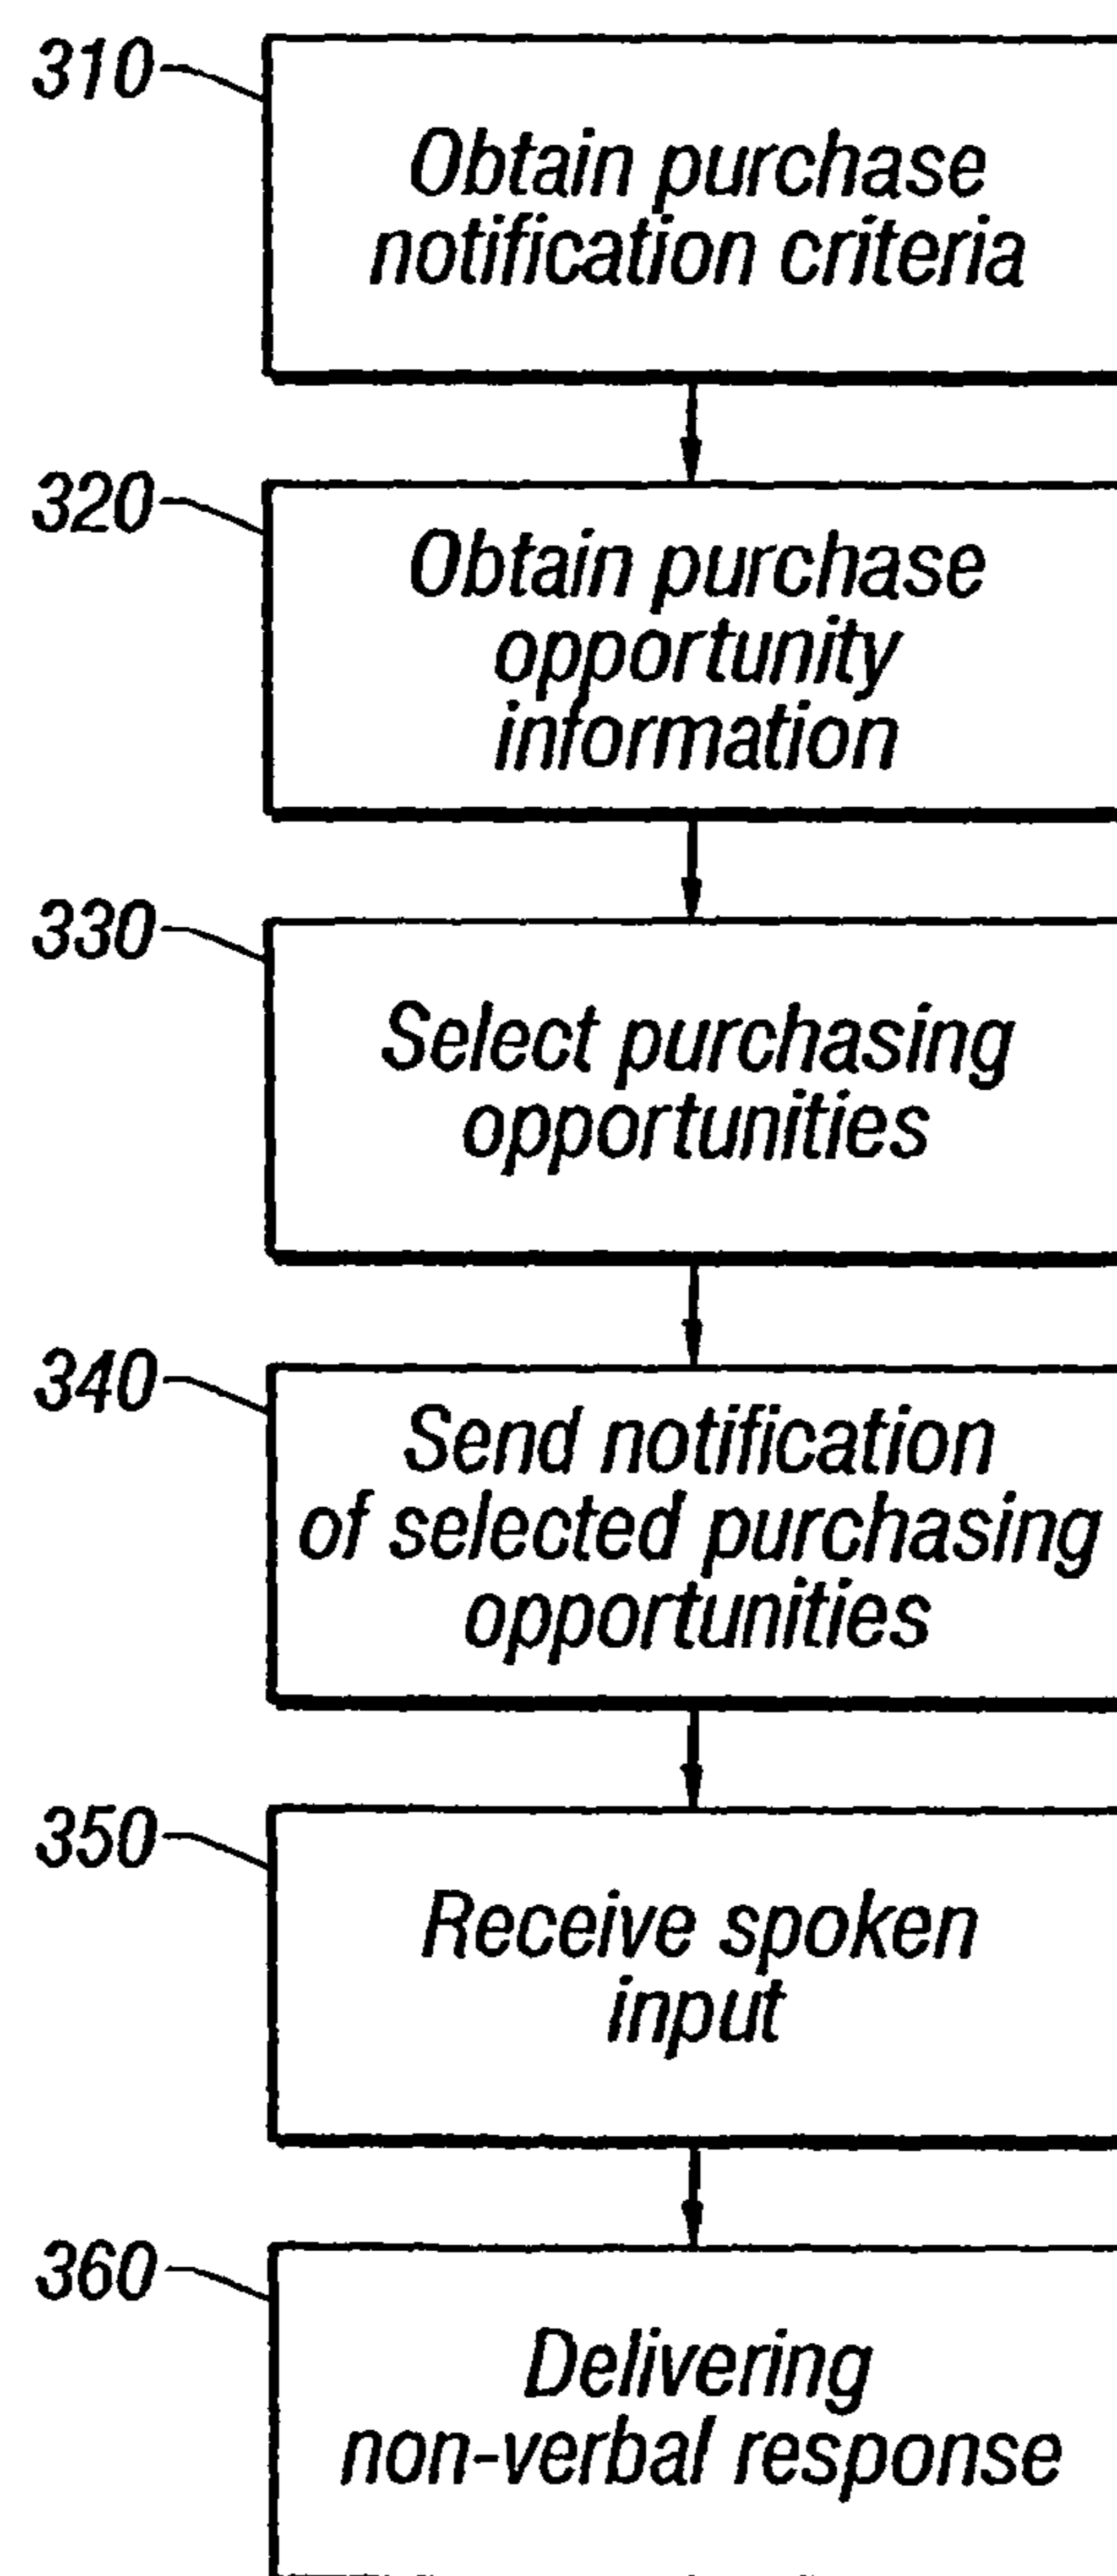 310
Obtain purchase
notification criteria
320
Obtain purchase
opportunity
information
330
Select purchasing
opportunities
340
Send notification
of selected purchasing
opportunities
350
Receive spoken
input
360
Delivering
non-verbal response